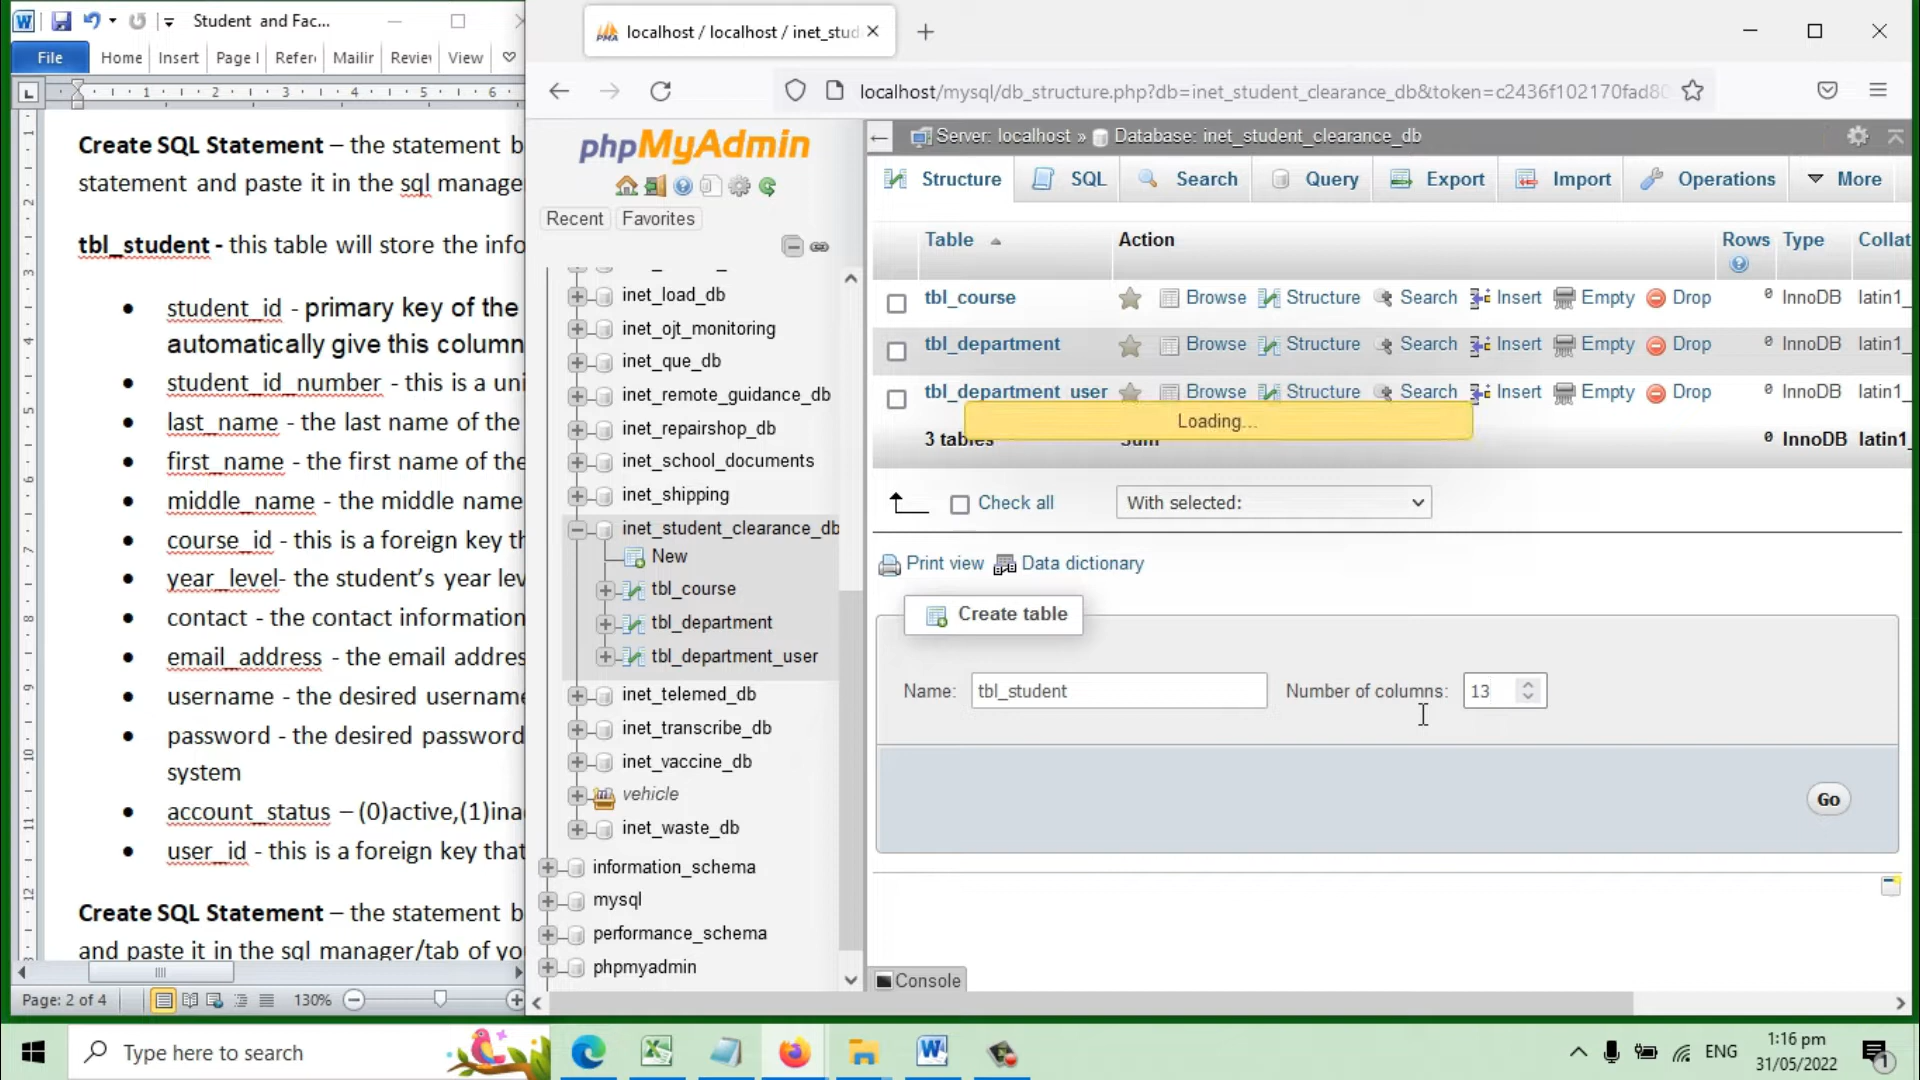 Student and Fac...
File Home Insert Page l Refer Mailir Revie View
Create SQL Statement – the statement b
statement and paste it in the sql manage
tbl_student - this table will store the info
student_id - primary key of the
automatically give this column
student_id_number - this is a uni
last_name - the last name of the
first_name - the first name of the
middle_name - the middle name
course_id - this is a foreign key th
year_level- the student’s year lev
contact - the contact information
email_address - the email addres
username - the desired username
password - the desired password
system
account_status – (0)active,(1)ina
user_id - this is a foreign key that
Create SQL Statement – the statement b
and paste it in the sql manager/tab of yo
Page: 2 of 4 130%
localhost / localhost / inet_stud
localhost/mysql/db_structure.php?db=inet_student_clearance_db&token=c2436f102170fad80
phpMyAdmin
Recent Favorites
inet_load_db
inet_ojt_monitoring
inet_que_db
inet_remote_guidance_db
inet_repairshop_db
inet_school_documents
inet_shipping
inet_student_clearance_db
New
tbl_course
tbl_department
tbl_department_user
inet_telemed_db
inet_transcribe_db
inet_vaccine_db
vehicle
inet_waste_db
information_schema
mysql
performance_schema
phpmyadmin
Server: localhost » Database: inet_student_clearance_db
Structure SQL Search Query Export Import Operations More
Table Action Rows Type Collat
tbl_course Browse Structure Search Insert Empty Drop 0 InnoDB latin1_
tbl_department Browse Structure Search Insert Empty Drop 0 InnoDB latin1_
tbl_department_user Browse Structure Search Insert Empty Drop 0 InnoDB latin1_
Loading...
3 tables Sum 0 InnoDB latin1_
Check all With selected:
Print view Data dictionary
Create table
Name: tbl_student Number of columns: 13
Go
Console
Type here to search
ENG
1:16 pm
31/05/2022
1